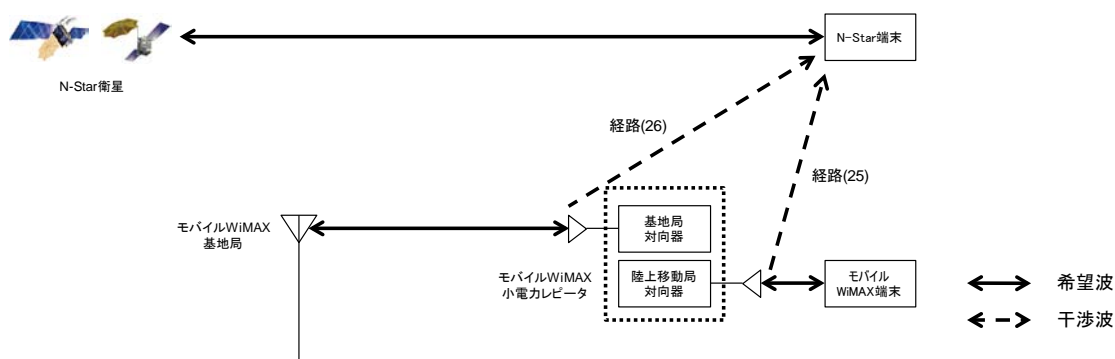 N-Star衛星
N-Star端末
経路(26)
経路(25)
モバイルWiMAX
基地局
基地局
対向器
モバイルWiMAX
小電力レピータ
陸上移動局
対向器
モバイル
WiMAX端末
希望波
干渉波